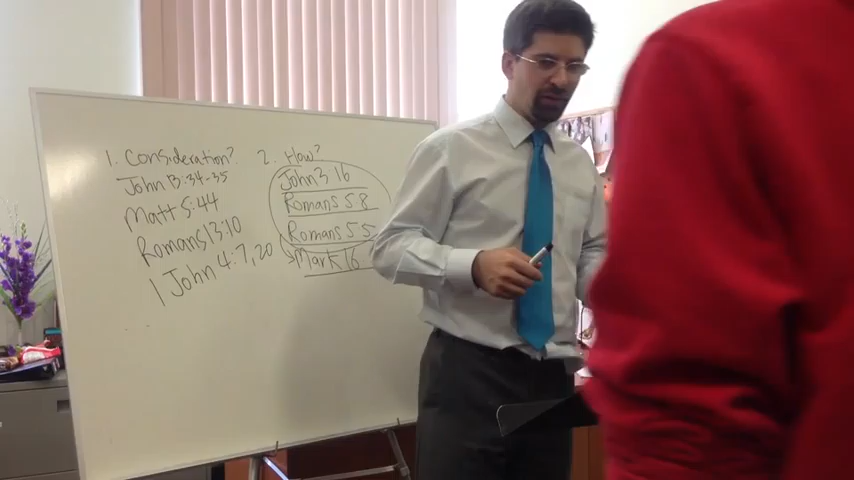 1. Consideration?
John 13:34-35
Matt 5:44
Romans 13:10
1 John 4:7,20
2. How?
John 3 16
Romans 5 8
Romans 5 5
Mark 16